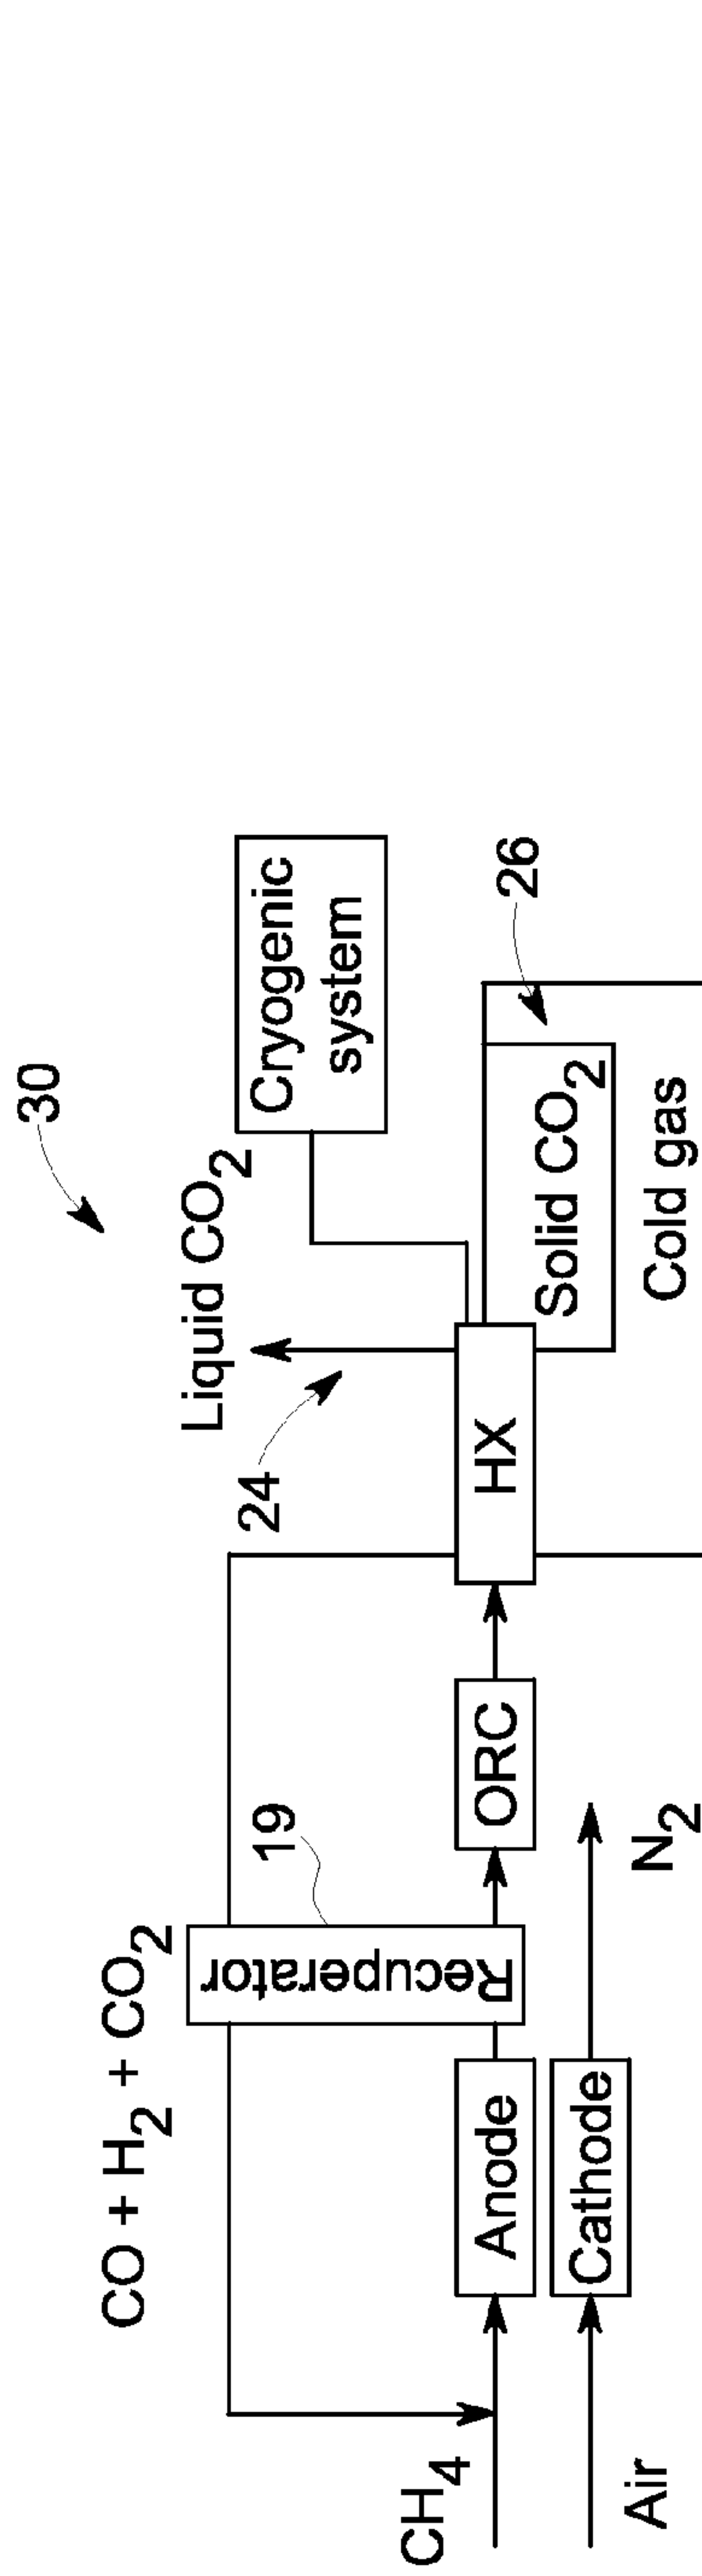 30
CO + H2 + CO2
Liquid CO2
Cryogenic
system
19
24
26
CH4
Recuperator
Anode
ORC
HX
Solid CO2
Cathode
Cold gas
Air
N2